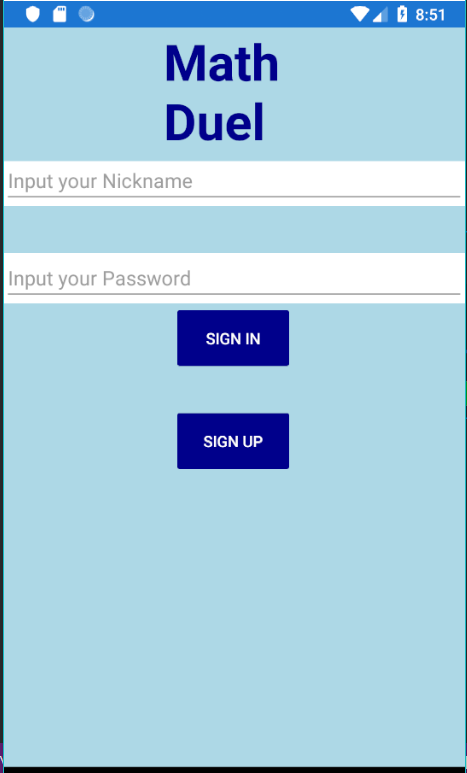 8:51
Math
Duel
Input your Nickname
Input your Password
SIGN IN
SIGN UP